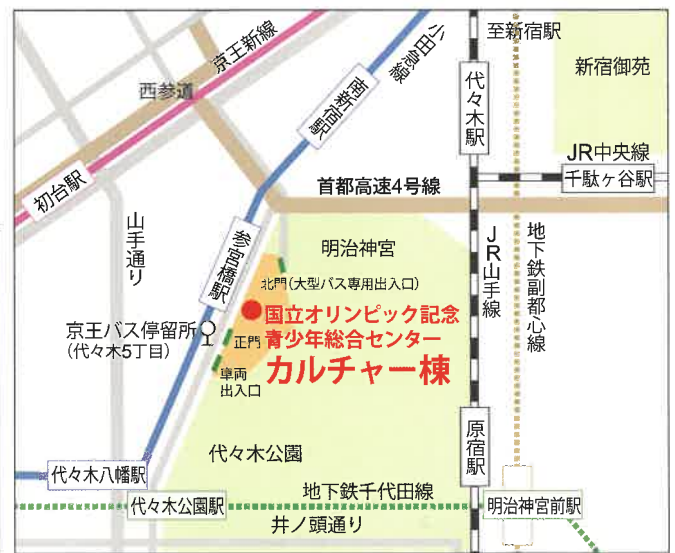 至新宿駅
京王新線
小田急線
新宿御苑
西参道
南新宿駅
代々木駅
JR中央線
千駄ヶ谷駅
初台駅
首都高速4号線
山手通り
参宮橋駅
明治神宮
JR山手線
地下鉄副都心線
北門(大型バス専用出入口)
国立オリンピック記念
青少年総合センター
カルチャー棟
京王バス停留所
(代々木5丁目)
正門
車両
出入口
原宿駅
代々木公園
代々木八幡駅
代々木公園駅
地下鉄千代田線
明治神宮前駅
井ノ頭通り